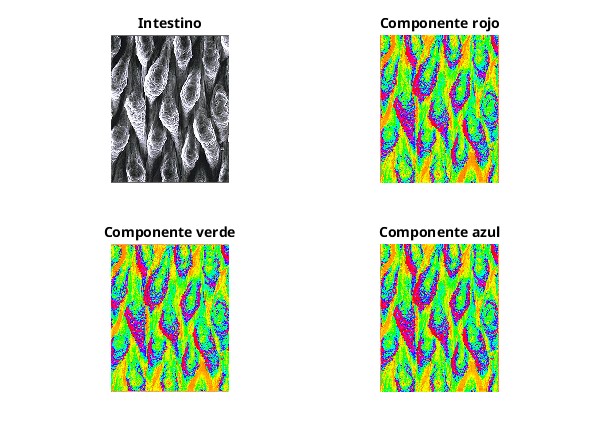 Intestino
Componente rojo
Componente verde
Componente azul